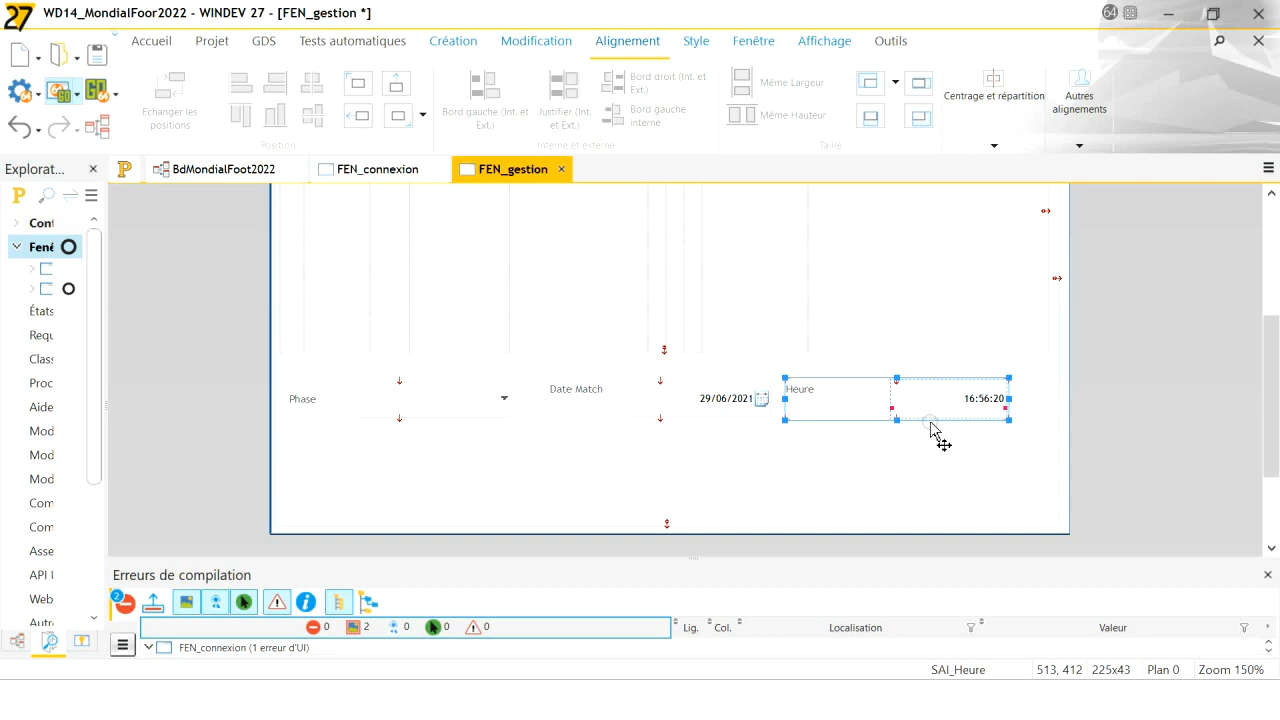 27 WD14_MondialFoor2022 - WINDEV 27 - [FEN_gestion *] 64
Accueil Projet GDS Tests automatiques Création Modification Alignement Style Fenêtre Affichage Outils
Echanger les positions
Bord gauche (Int. et Ext.)
Justifier (Int. et Ext.)
Bord droit (Int. et Ext.)
Bord gauche interne
Même Largeur
Même Hauteur
Centrage et répartition
Autres alignements
Position Interne et externe Taille
Explorat... BdMondialFoot2022 FEN_connexion FEN_gestion
Con
Fené
États
Requ
Class
Proc
Aide
Mod
Mod
Mod
Com
Com
Asse
API U
Web
Autr
Phase
Date Match
29/06/2021
Heure
16:56:20
Erreurs de compilation
2
0 2 0 0 0 Lig. Col. Localisation Valeur
FEN_connexion (1 erreur d'UI)
SAI_Heure 513, 412 225x43 Plan 0 Zoom 150%